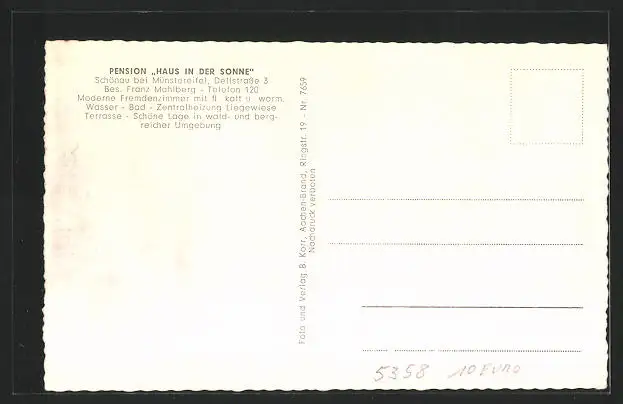 PENSION „HAUS IN DER SONNE"
Schönau bei Münstereifel, Dellstraße 3
Bes. Franz Mahlberg - Telefon 120
Moderne Fremdenzimmer mit fl. kalt u. warm.
Wasser - Bad - Zentralheizung Liegewiese
Terrasse - Schöne Lage in wald- und berg-
reicher Umgebung
Foto und Verlag B. Korr, Aachen-Brand, Ringstr. 19 - Nr. 7659
Nachdruck verboten
5358 10 EURO